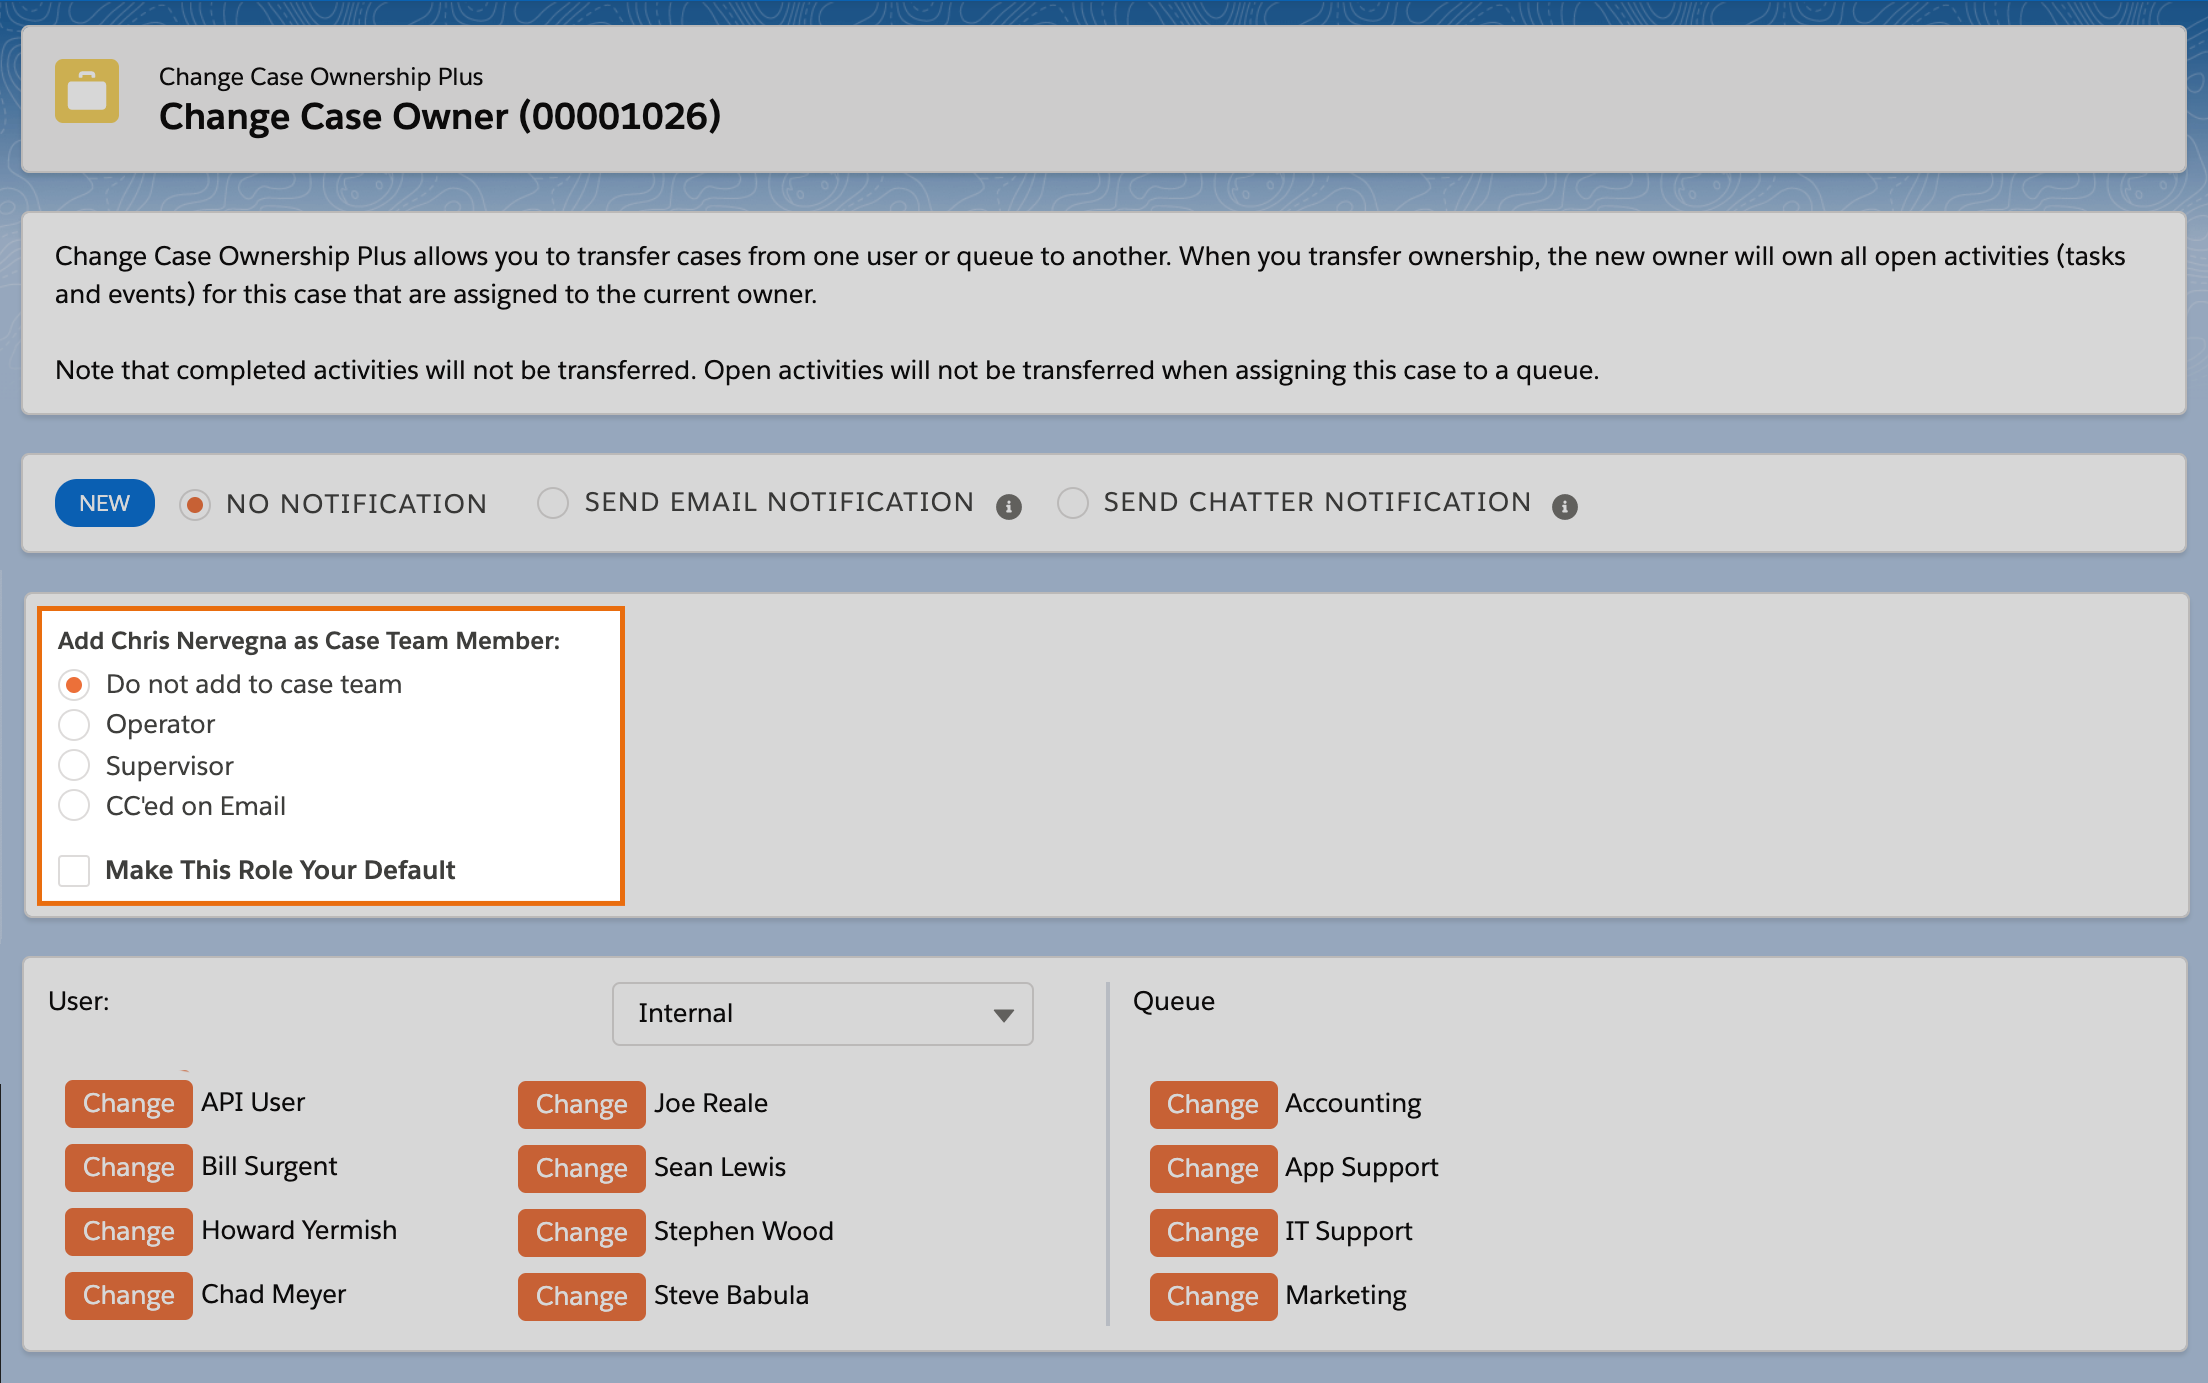 Change Case Ownership Plus
Change Case Owner (00001026)
Change Case Ownership Plus allows you to transfer cases from one user or queue to another. When you transfer ownership, the new owner will own all open activities (tasks
and events) for this case that are assigned to the current owner.
Note that completed activities will not be transferred. Open activities will not be transferred when assigning this case to a queue.
NEW NO NOTIFICATION SEND EMAIL NOTIFICATION i SEND CHATTER NOTIFICATION i
Add Chris Nervegna as Case Team Member:
Do not add to case team
Operator
Supervisor
CC'ed on Email
Make This Role Your Default
User: Internal
Change API User Change Joe Reale
Change Bill Surgent Change Sean Lewis
Change Howard Yermish Change Stephen Wood
Change Chad Meyer Change Steve Babula
Queue
Change Accounting
Change App Support
Change IT Support
Change Marketing